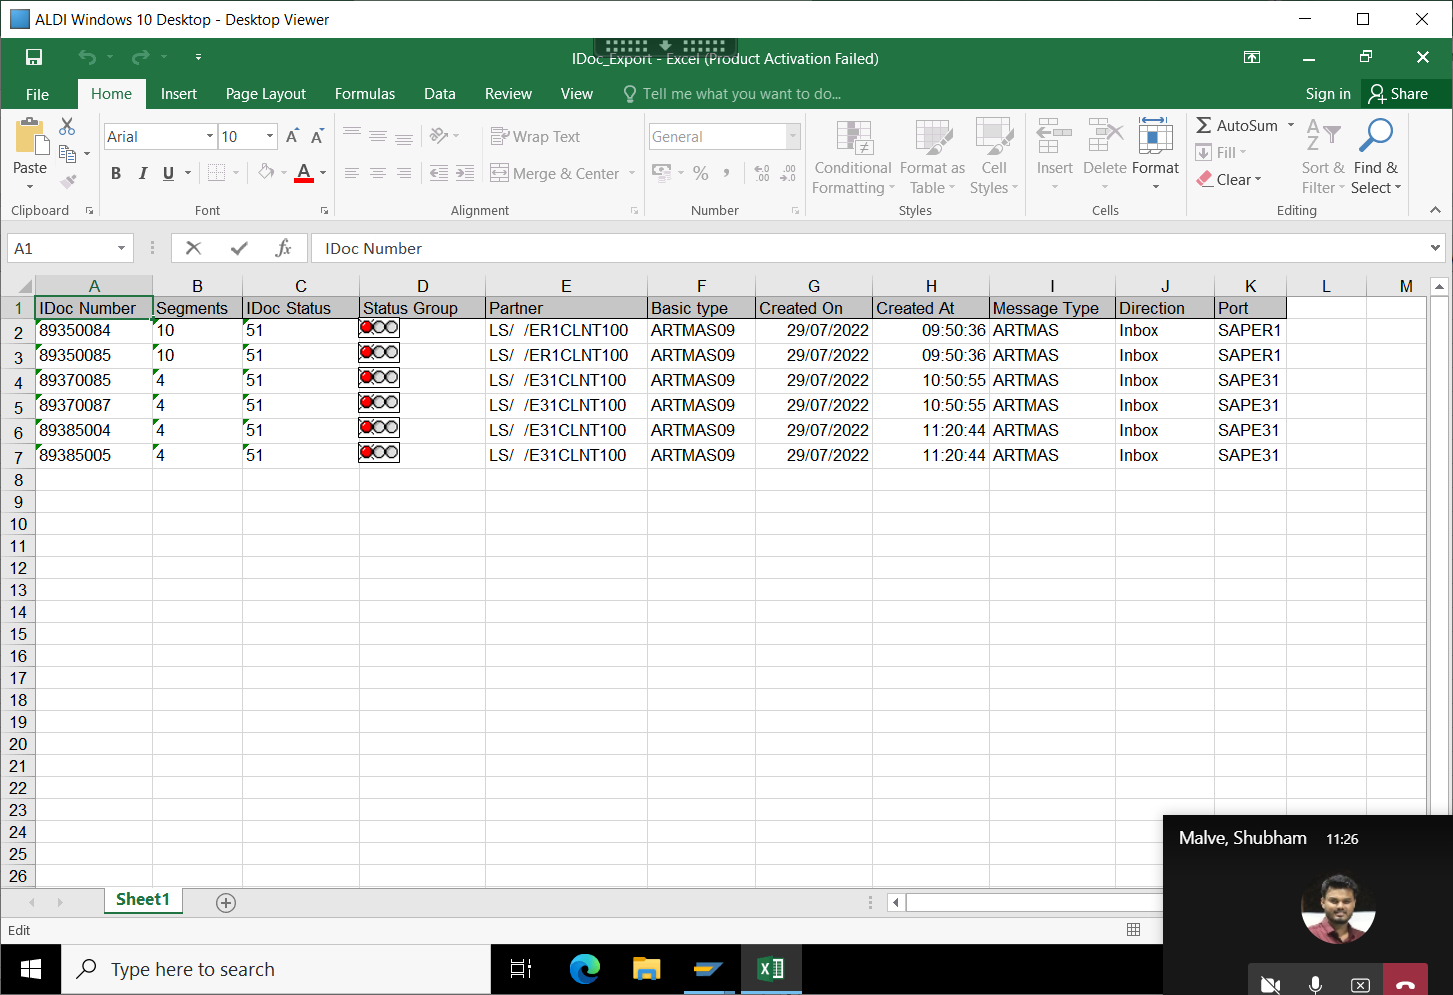 ALDI Windows 10 Desktop - Desktop Viewer
IDoc_Export - Excel (Product Activation Failed)
File Home Insert Page Layout Formulas Data Review View Tell me what you want to do... Sign in Share
Arial 10 A A Wrap Text General AutoSum
Paste Conditional Format as Cell Insert Delete Format Fill Sort & Find &
B I U A Merge & Center % , .00 .0 Formatting Table Styles Clear Filter Select
Clipboard Font Alignment Number Styles Cells Editing
A1 fx IDoc Number
A B C D E F G H I J K L M
1 IDoc Number Segments IDoc Status Status Group Partner Basic type Created On Created At Message Type Direction Port
2 89350084 10 51 LS/ /ER1CLNT100 ARTMAS09 29/07/2022 09:50:36 ARTMAS Inbox SAPER1
3 89350085 10 51 LS/ /ER1CLNT100 ARTMAS09 29/07/2022 09:50:36 ARTMAS Inbox SAPER1
4 89370085 4 51 LS/ /E31CLNT100 ARTMAS09 29/07/2022 10:50:55 ARTMAS Inbox SAPE31
5 89370087 4 51 LS/ /E31CLNT100 ARTMAS09 29/07/2022 10:50:55 ARTMAS Inbox SAPE31
6 89385004 4 51 LS/ /E31CLNT100 ARTMAS09 29/07/2022 11:20:44 ARTMAS Inbox SAPE31
7 89385005 4 51 LS/ /E31CLNT100 ARTMAS09 29/07/2022 11:20:44 ARTMAS Inbox SAPE31
8
9
10
11
12
13
14
15
16
17
18
19
20
21
22
23
24
25
26
Malve, Shubham 11:26
Sheet1
Edit
Type here to search